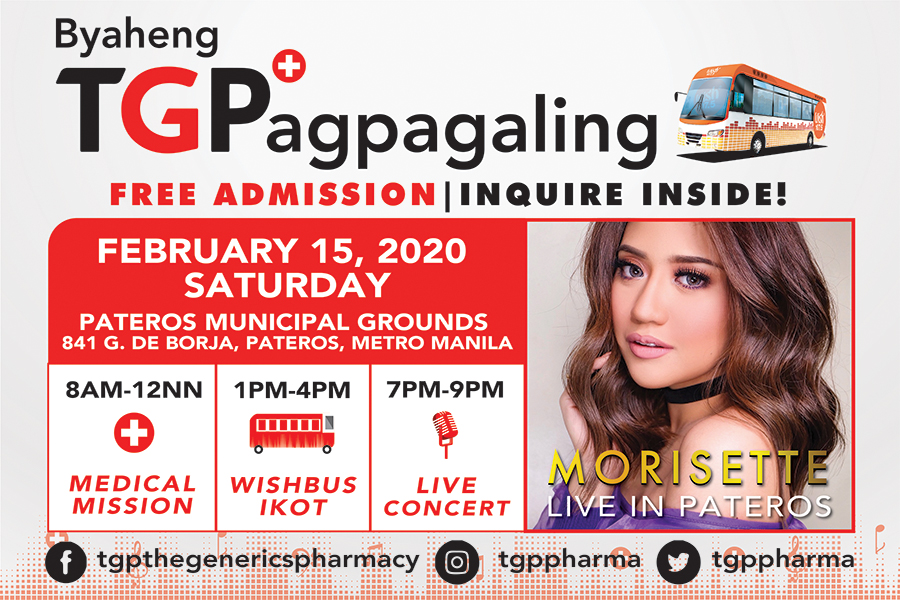 Byaheng
TGPagpagaling
FREE ADMISSION|INQUIRE INSIDE!
FEBRUARY 15, 2020
SATURDAY
PATEROS MUNICIPAL GROUNDS
841 G. DE BORJA, PATEROS, METRO MANILA
8AM-12NN
MEDICAL
MISSION
1PM-4PM
WISHBUS
IKOT
7PM-9PM
LIVE
CONCERT
MORISETTE
LIVE IN PATEROS
tgpthegenericspharmacy
tgppharma
tgppharma